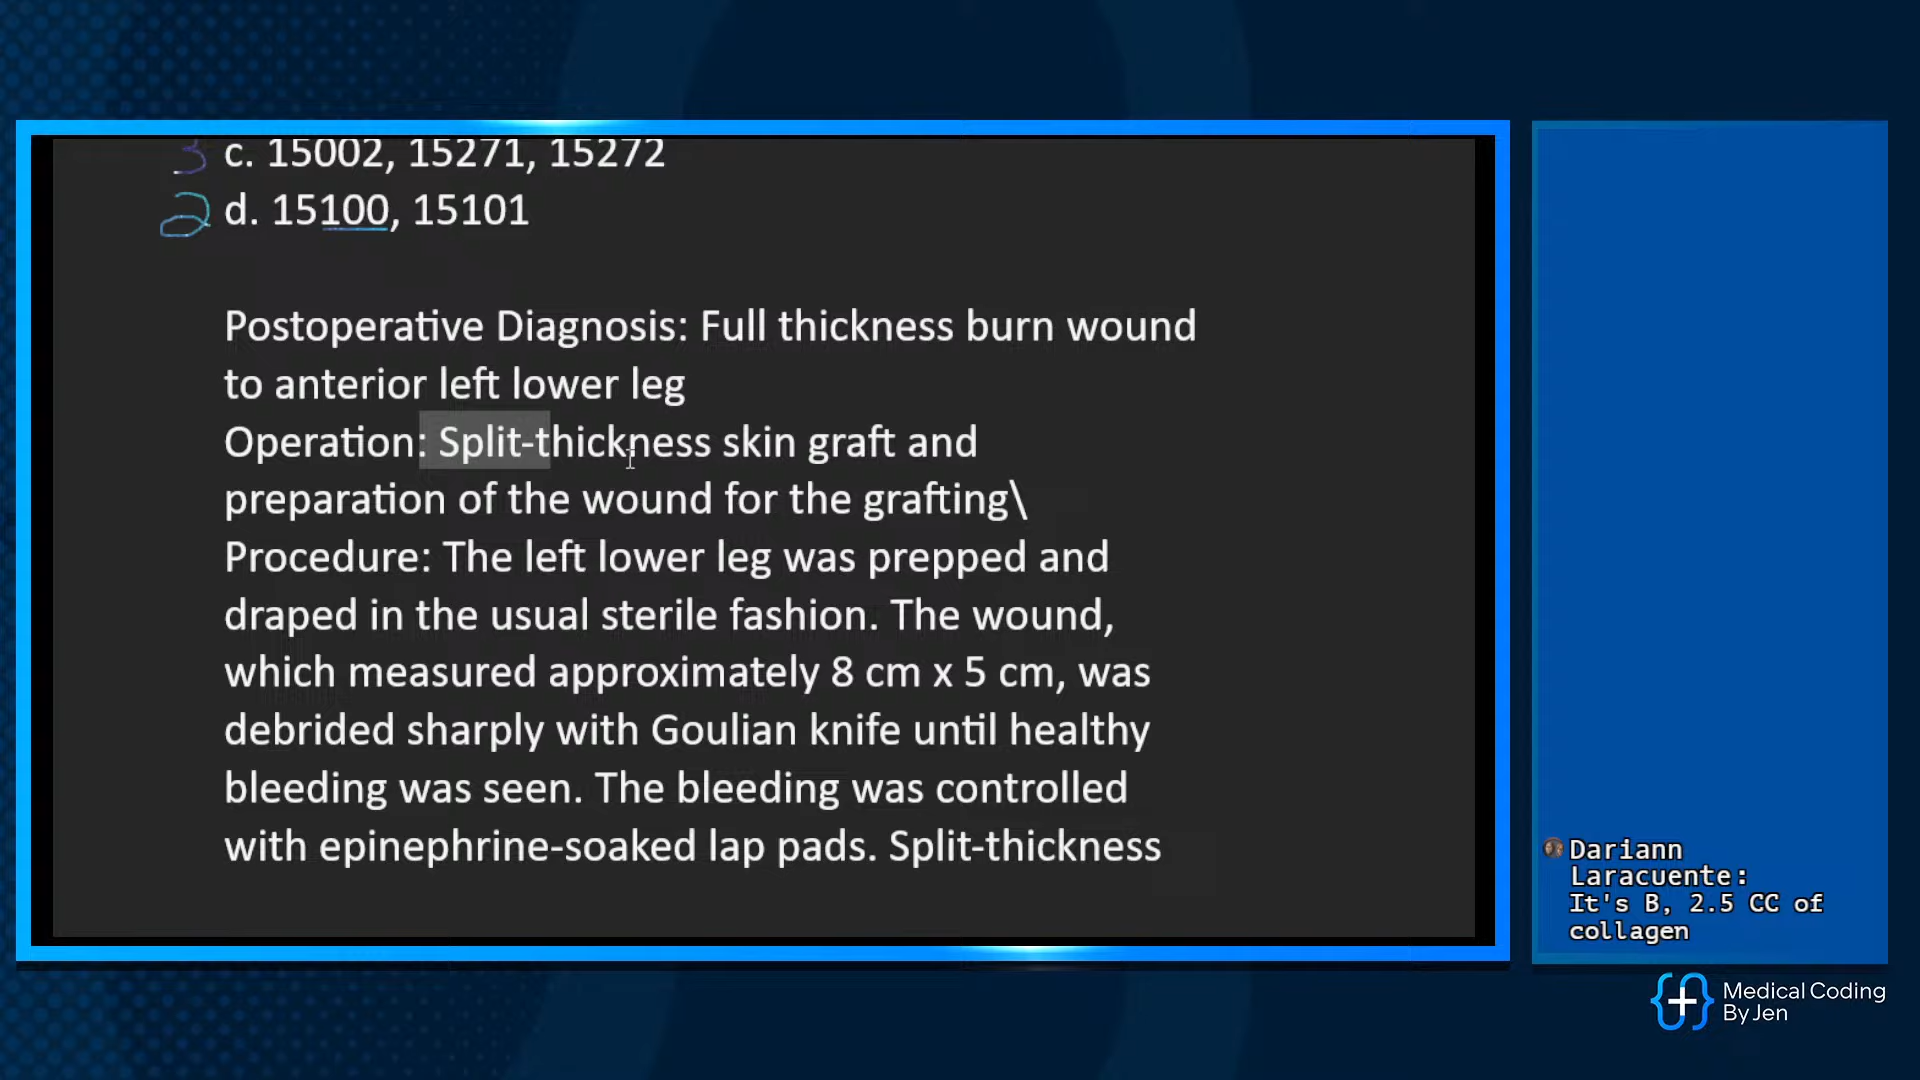 3 c. 15002, 15271, 15272
2 d. 15100, 15101
Postoperative Diagnosis: Full thickness burn wound
to anterior left lower leg
Operation: Split-thickness skin graft and
preparation of the wound for the grafting\
Procedure: The left lower leg was prepped and
draped in the usual sterile fashion. The wound,
which measured approximately 8 cm x 5 cm, was
debrided sharply with Goulian knife until healthy
bleeding was seen. The bleeding was controlled
with epinephrine-soaked lap pads. Split-thickness
Dariann
Laracuente:
It's B, 2.5 CC of
collagen
Medical Coding
By Jen